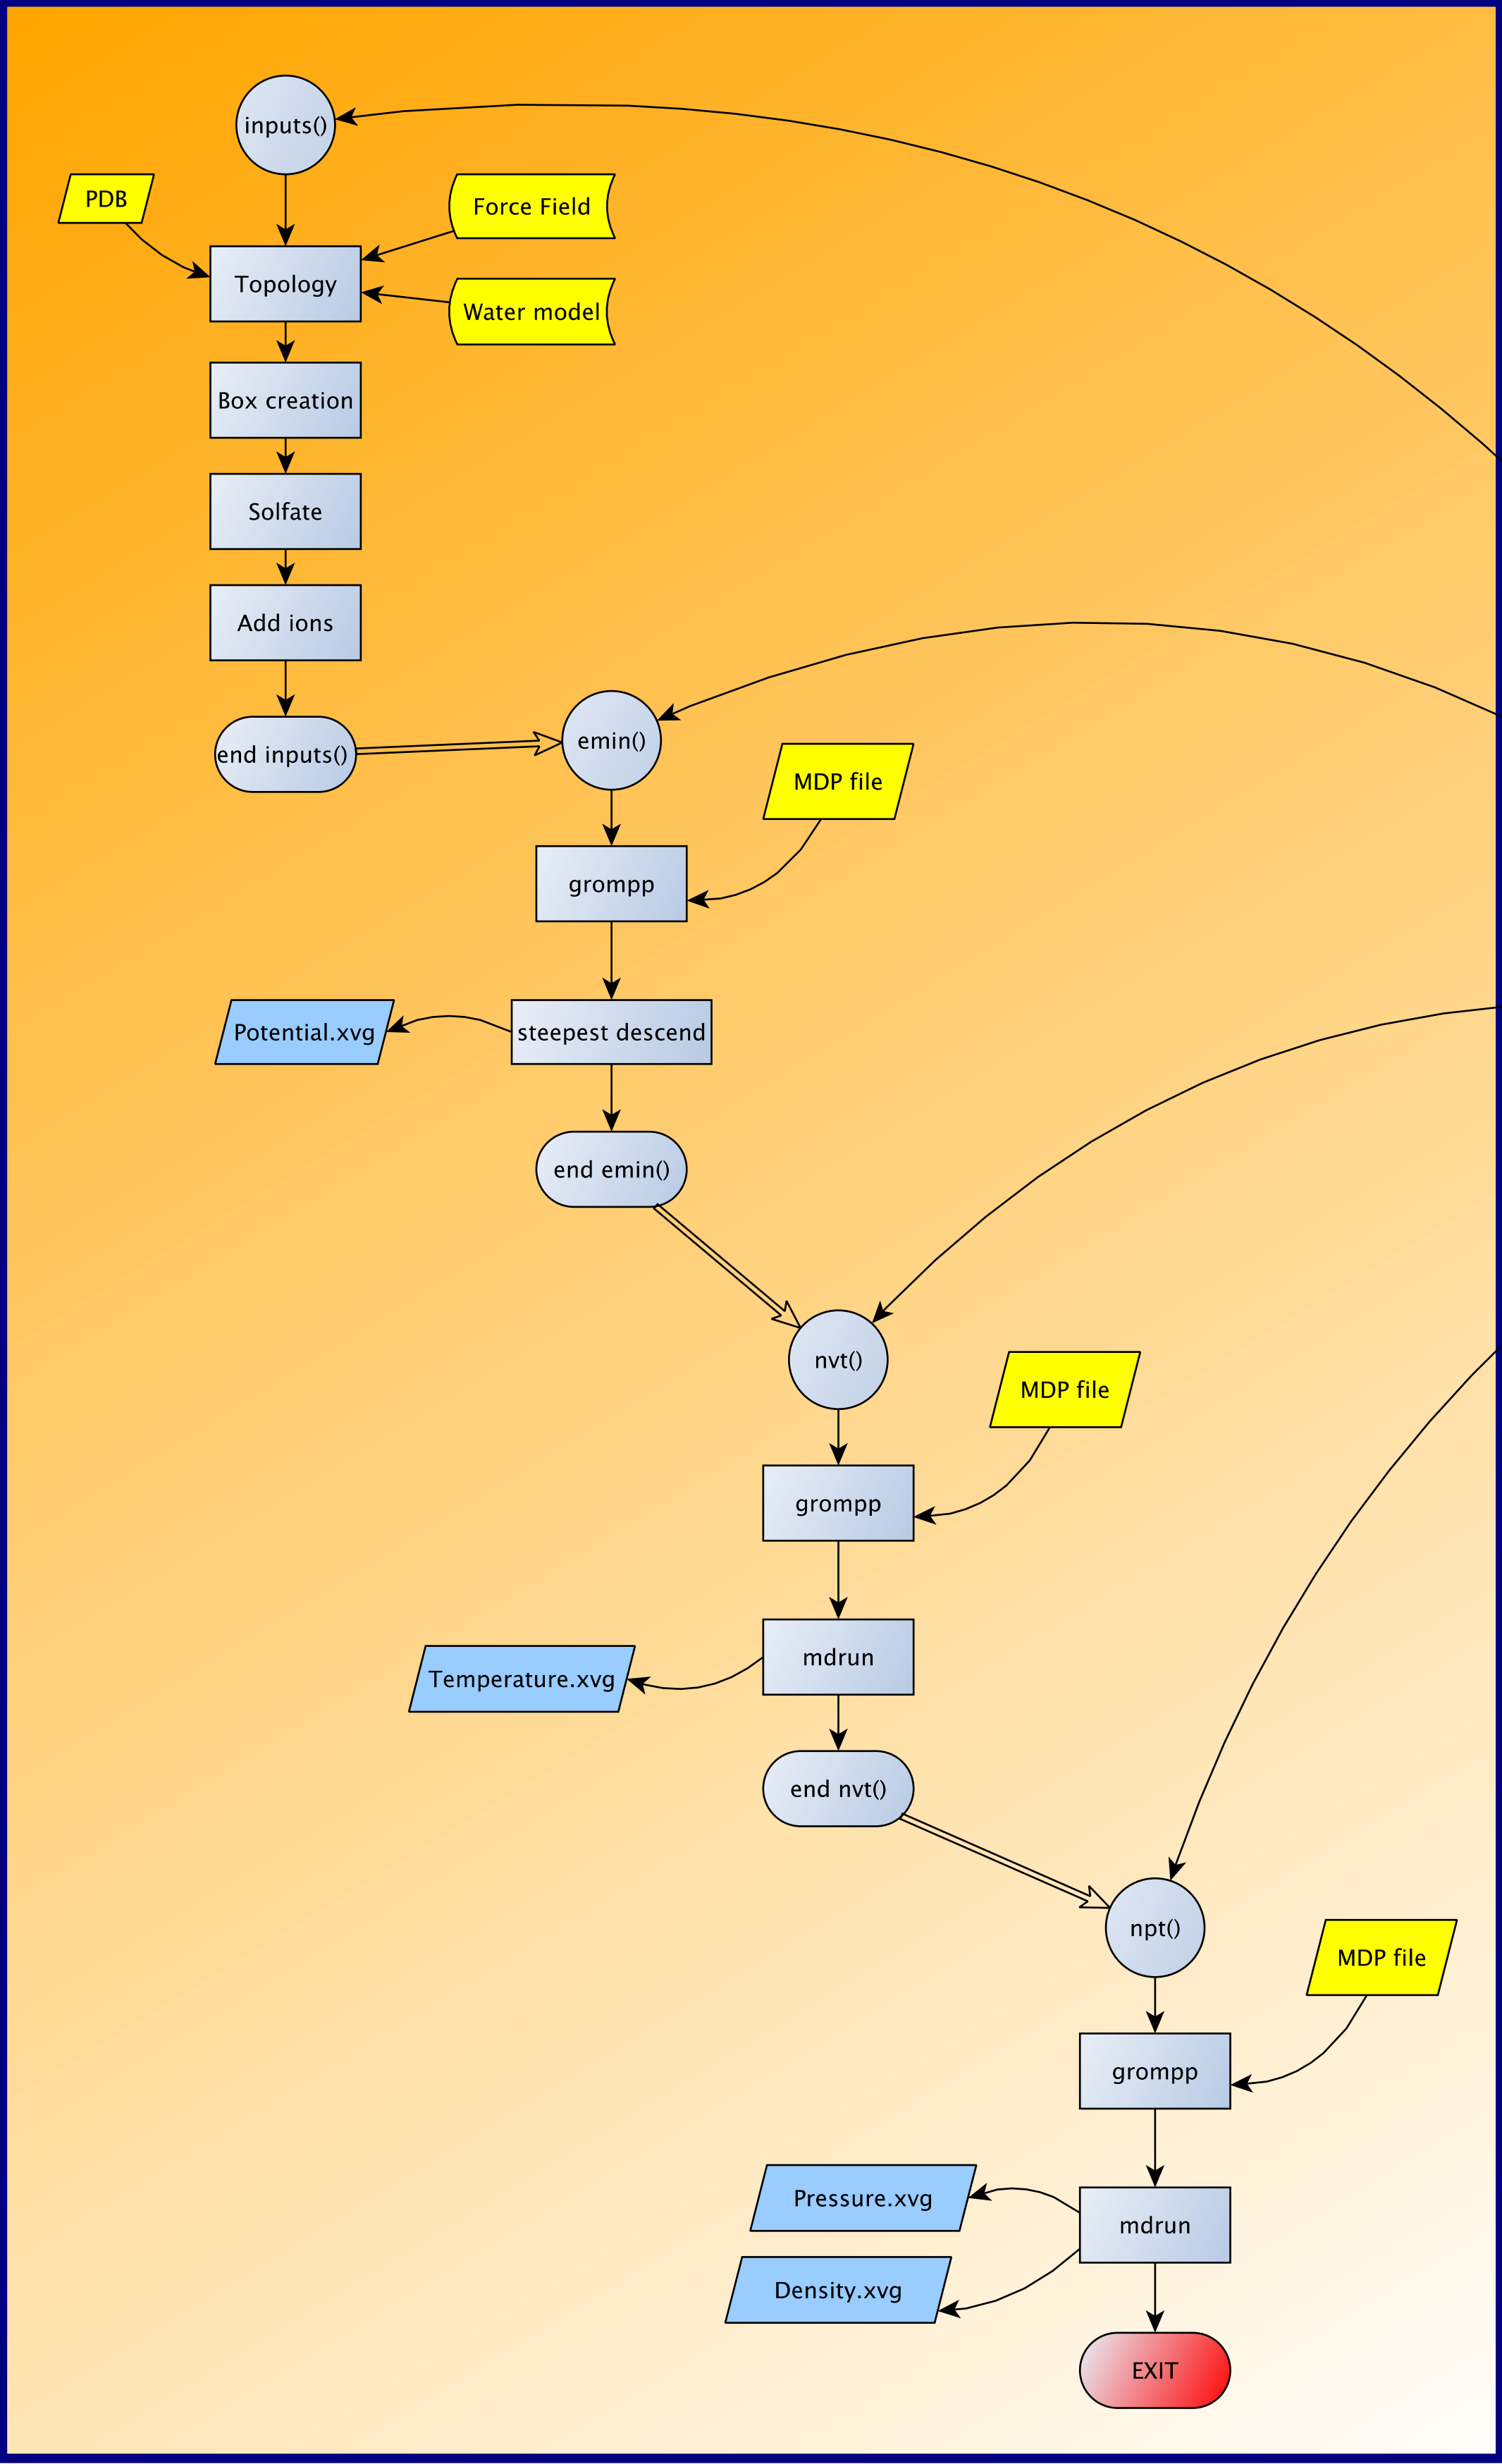 inputs()
PDB
Force Field
Topology
Water model
Box creation
Solfate
Add ions
end inputs()
emin()
MDP file
grompp
Potential.xvg
steepest descend
end emin()
nvt()
MDP file
grompp
mdrun
Temperature.xvg
end nvt()
npt()
MDP file
grompp
Pressure.xvg
mdrun
Density.xvg
EXIT